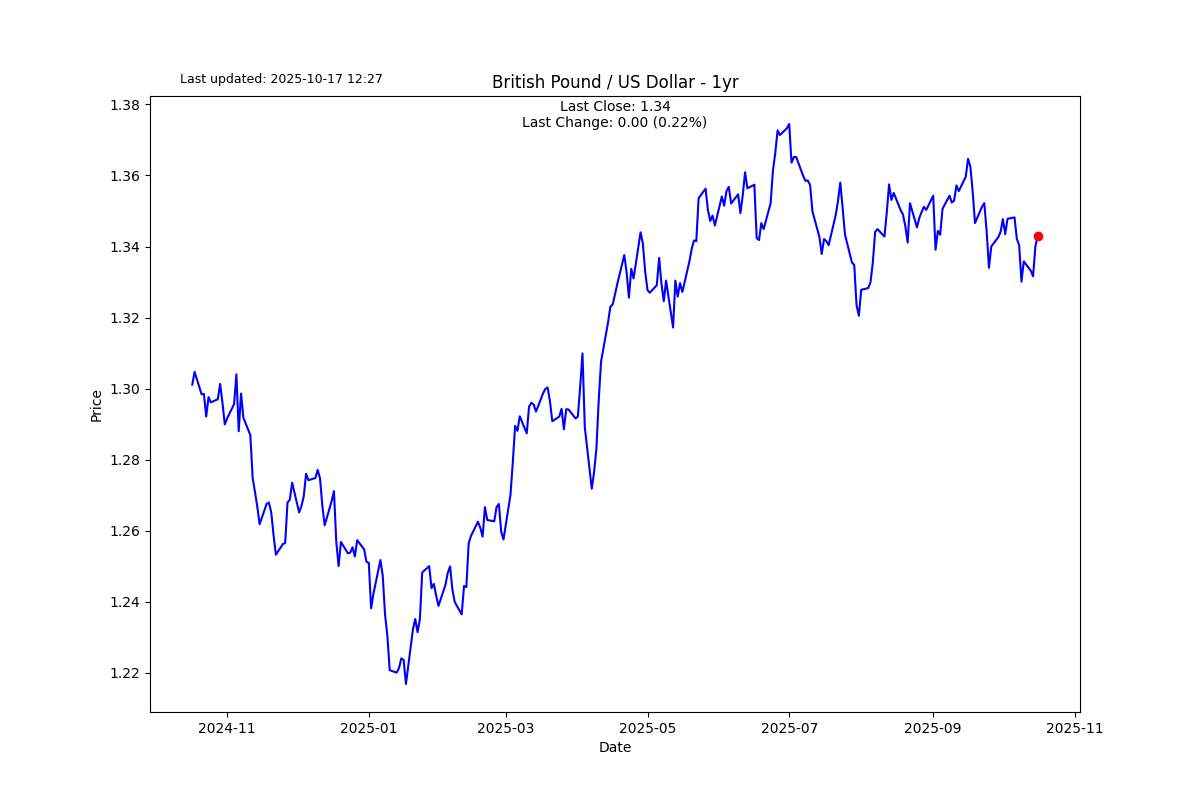 Last updated: 2025-10-17 12:27
British Pound / US Dollar - 1yr
Last Close: 1.34
Last Change: 0.00 (0.22%)
1.38
1.36
1.34
1.32
1.30
1.28
1.26
1.24
1.22
Price
2024-11
2025-01
2025-03
2025-05
2025-07
2025-09
2025-11
Date